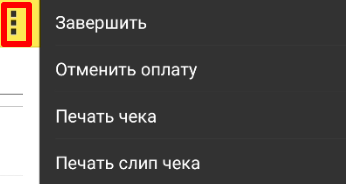 Завершить
Отменить оплату
Печать чека
Печать слип чека